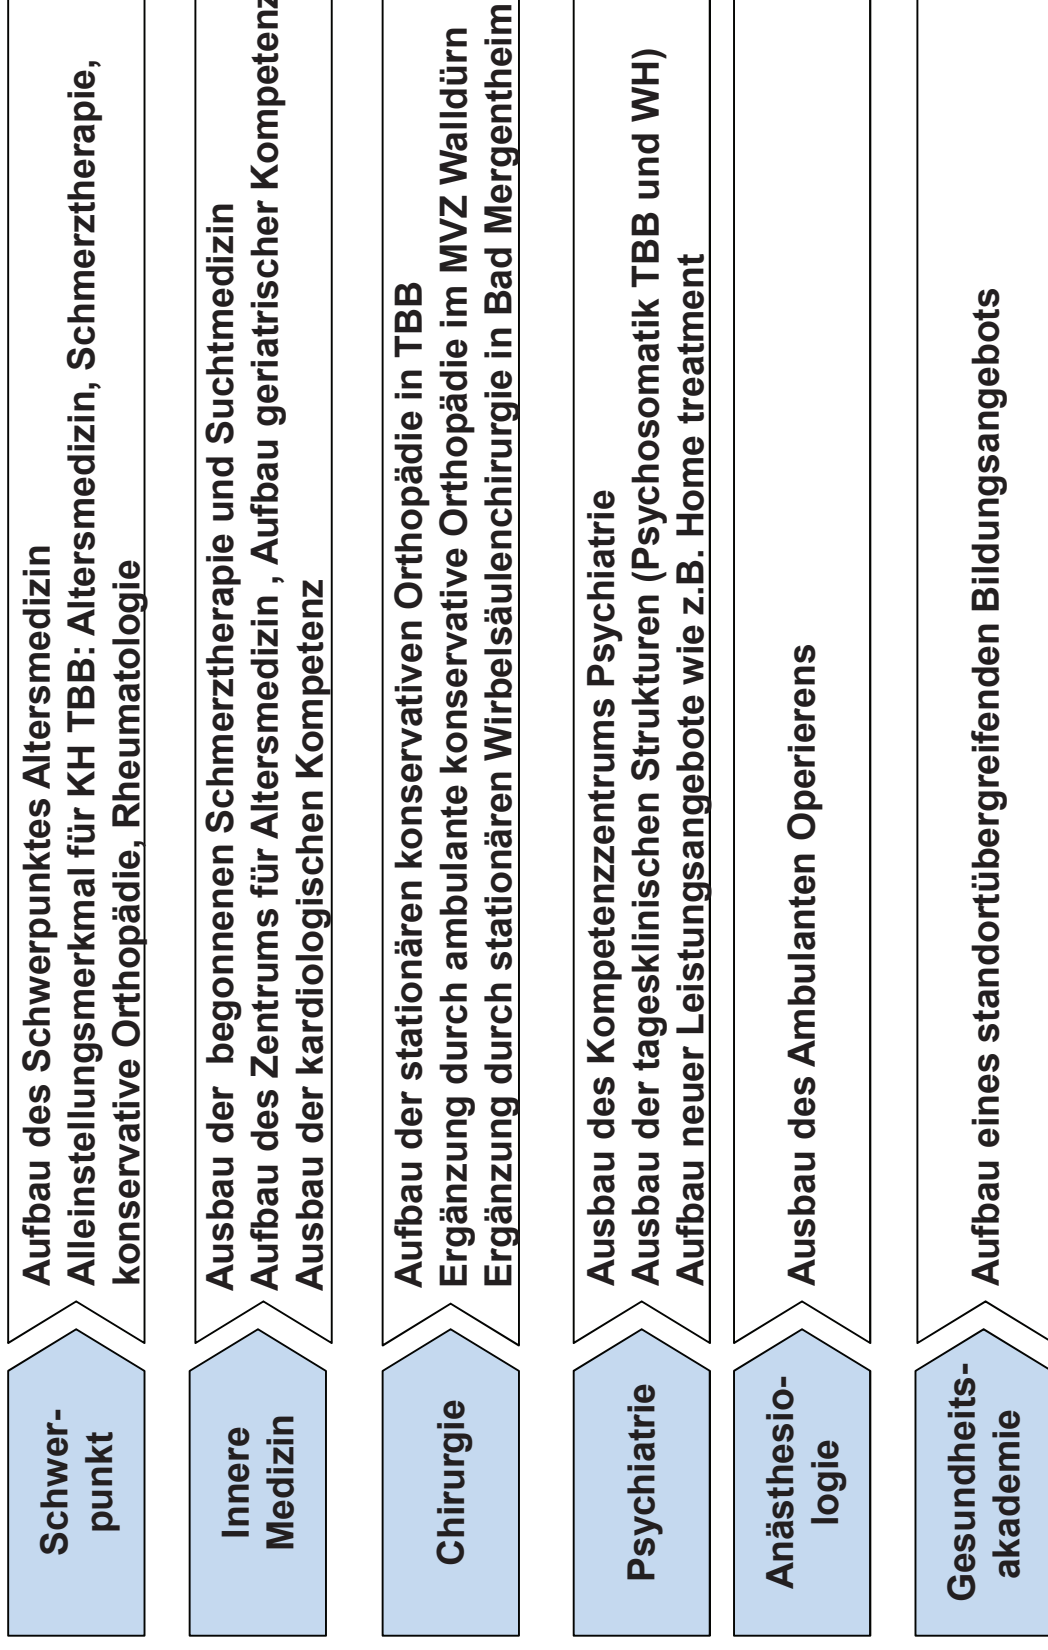 Schwer-
punkt
Aufbau des Schwerpunktes Altersmedizin
Alleinstellungsmerkmal für KH TBB: Altersmedizin, Schmerztherapie,
konservative Orthopädie, Rheumatologie
Innere
Medizin
Ausbau der begonnenen Schmerztherapie und Suchtmedizin
Aufbau des Zentrums für Altersmedizin , Aufbau geriatrischer Kompetenz
Ausbau der kardiologischen Kompetenz
Chirurgie
Aufbau der stationären konservativen Orthopädie in TBB
Ergänzung durch ambulante konservative Orthopädie im MVZ Walldürn
Ergänzung durch stationären Wirbelsäulenchirurgie in Bad Mergentheim
Psychiatrie
Ausbau des Kompetenzzentrums Psychiatrie
Ausbau der tagesklinischen Strukturen (Psychosomatik TBB und WH)
Aufbau neuer Leistungsangebote wie z.B. Home treatment
Anästhesio-
logie
Ausbau des Ambulanten Operierens
Gesundheits-
akademie
Aufbau eines standortübergreifenden Bildungsangebots